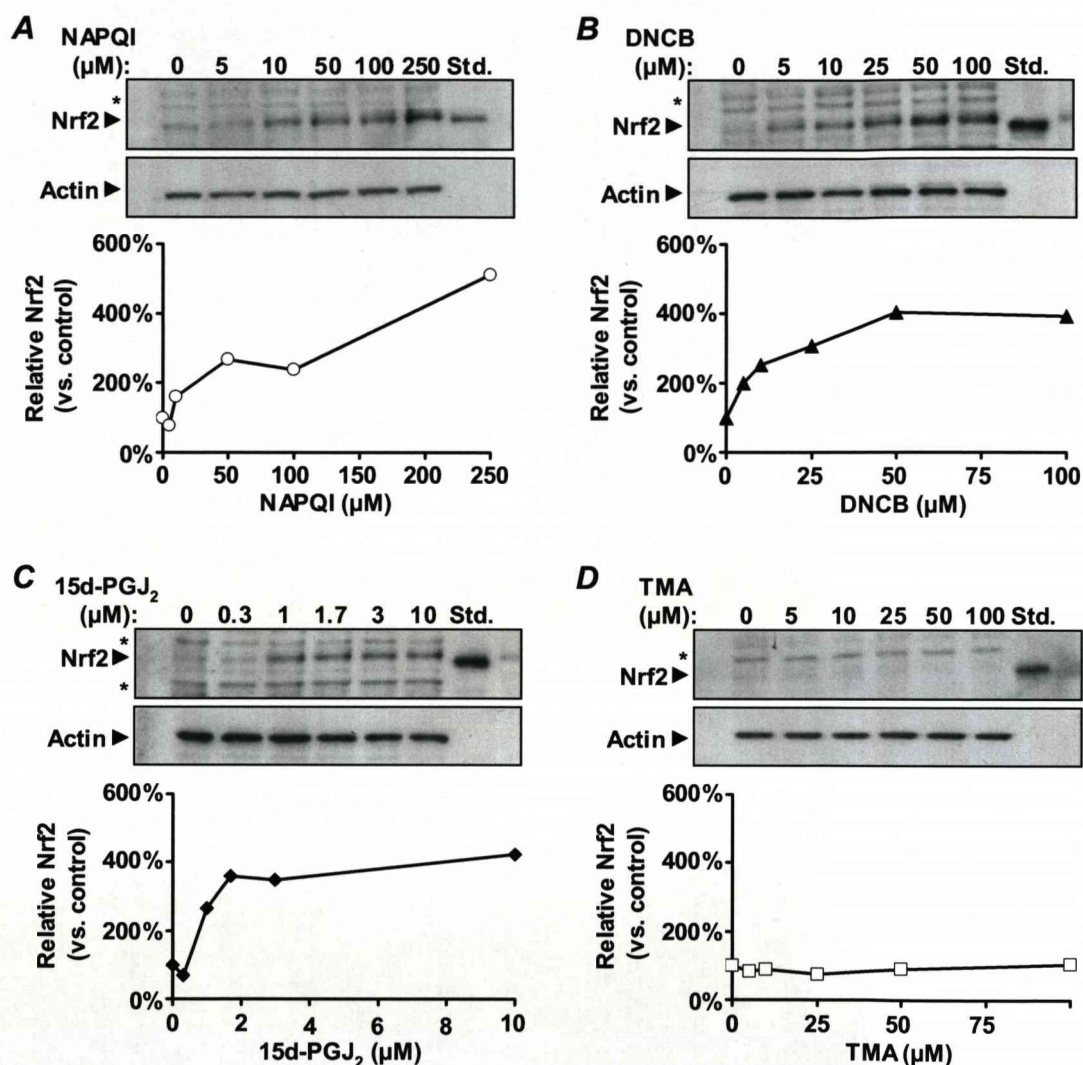 A
NAPQI
(µM): 0 5 10 50 100 250 Std.
*
Nrf2
Actin
600%
400%
200%
0%
Relative Nrf2
(vs. control)
0 50 100 150 200 250
NAPQI (µM)
B
DNCB
(µM): 0 5 10 25 50 100 Std.
*
Nrf2
Actin
600%
400%
200%
0%
Relative Nrf2
(vs. control)
0 25 50 75 100
DNCB (µM)
C
15d-PGJ2
(µM): 0 0.3 1 1.7 3 10 Std.
*
Nrf2
*
Actin
600%
400%
200%
0%
Relative Nrf2
(vs. control)
0 2 4 6 8 10
15d-PGJ2 (µM)
D
TMA
(µM): 0 5 10 25 50 100 Std.
*
Nrf2
Actin
600%
400%
200%
0%
Relative Nrf2
(vs. control)
0 25 50 75
TMA (µM)